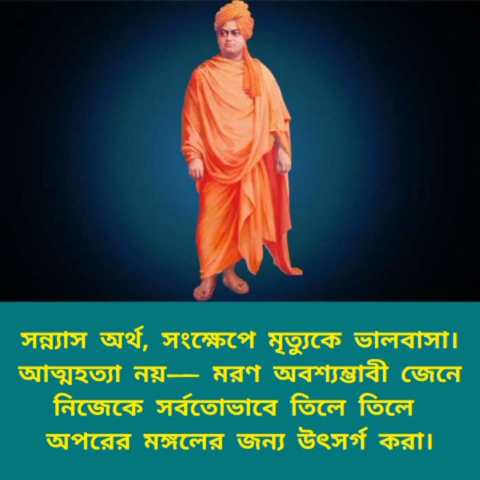 সন্ন্যাস অর্থ, সংক্ষেপে মৃত্যুকে ভালবাসা।
আত্মহত্যা নয়— মরণ অবশ্যম্ভাবী জেনে
নিজেকে সর্বতোভাবে তিলে তিলে
অপরের মঙ্গলের জন্য উৎসর্গ করা।